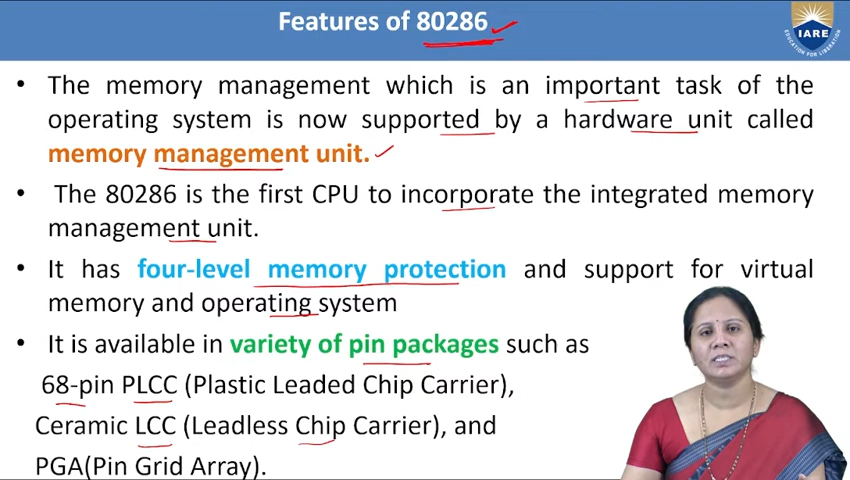 Features of 80286
IARE
EDUCATION FOR LIBERATION
• The memory management which is an important task of the
operating system is now supported by a hardware unit called
memory management unit.
• The 80286 is the first CPU to incorporate the integrated memory
management unit.
• It has four-level memory protection and support for virtual
memory and operating system
• It is available in variety of pin packages such as
68-pin PLCC (Plastic Leaded Chip Carrier),
Ceramic LCC (Leadless Chip Carrier), and
PGA(Pin Grid Array).